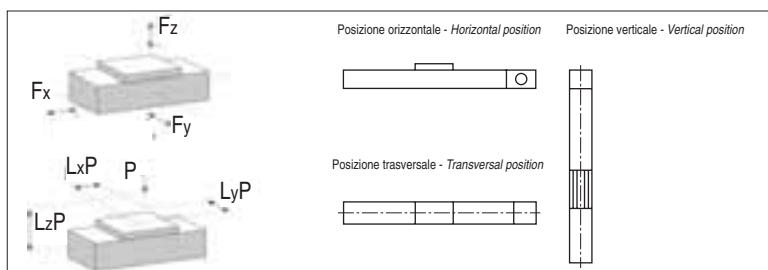 Fz
Fx
Fy
LxP
P
LyP
LzP
Posizione orizzontale - Horizontal position
Posizione verticale - Vertical position
Posizione trasversale - Transversal position